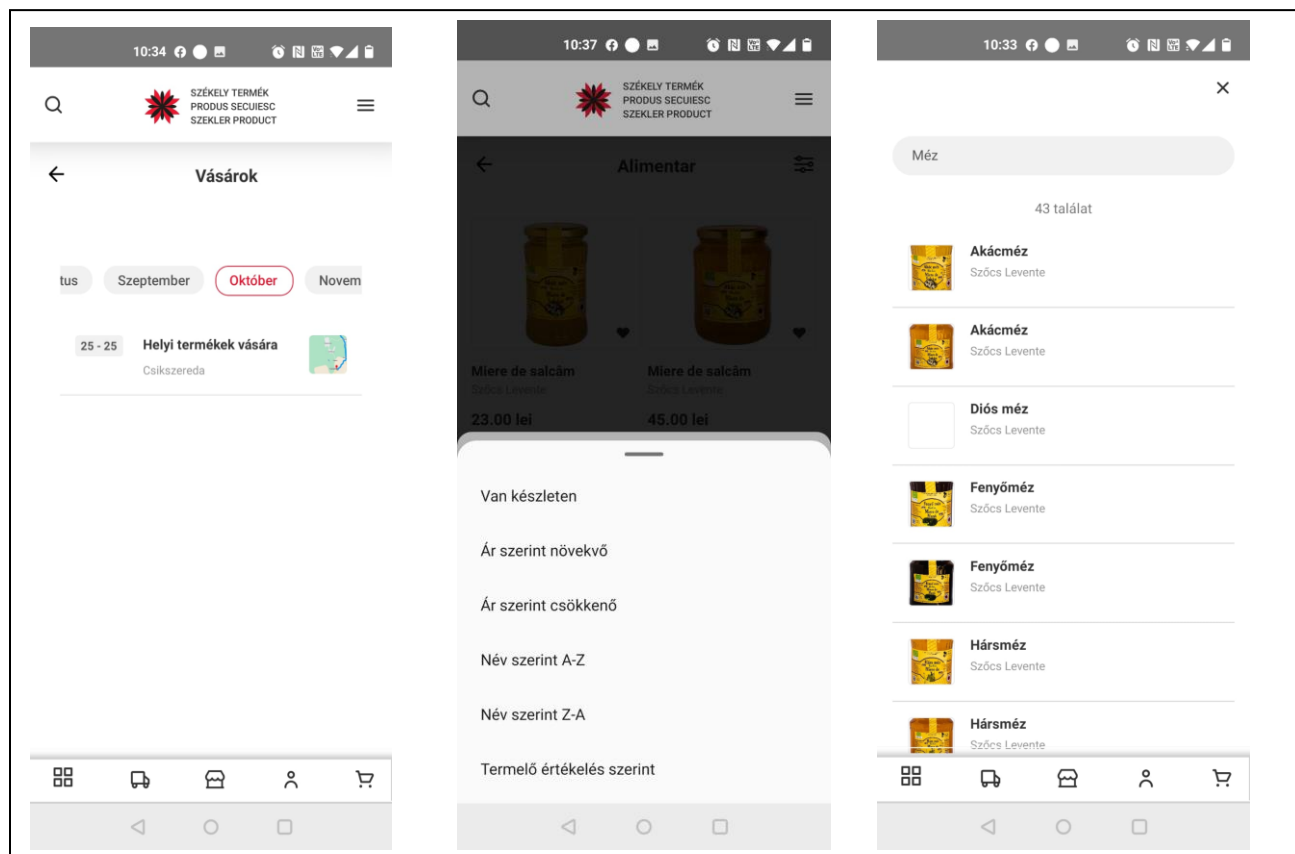 10:34
SZÉKELY TERMÉK
PRODUS SECUIESC
SZEKLER PRODUCT
Vásárok
tus
Szeptember
Október
Novem
25 - 25
Helyi termékek vására
Csíkszereda
10:37
SZÉKELY TERMÉK
PRODUS SECUIESC
SZEKLER PRODUCT
Alimentar
Miere de salcâm
Miere de salcâm
Szőcs Levente
Szőcs Levente
23.00 lei
45.00 lei
Van készleten
Ár szerint növekvő
Ár szerint csökkenő
Név szerint A-Z
Név szerint Z-A
Termelő értékelés szerint
10:33
Méz
43 találat
Akácméz
Szőcs Levente
Akácméz
Szőcs Levente
Diós méz
Szőcs Levente
Fenyőméz
Szőcs Levente
Fenyőméz
Szőcs Levente
Hársméz
Szőcs Levente
Hársméz
Szőcs Levente